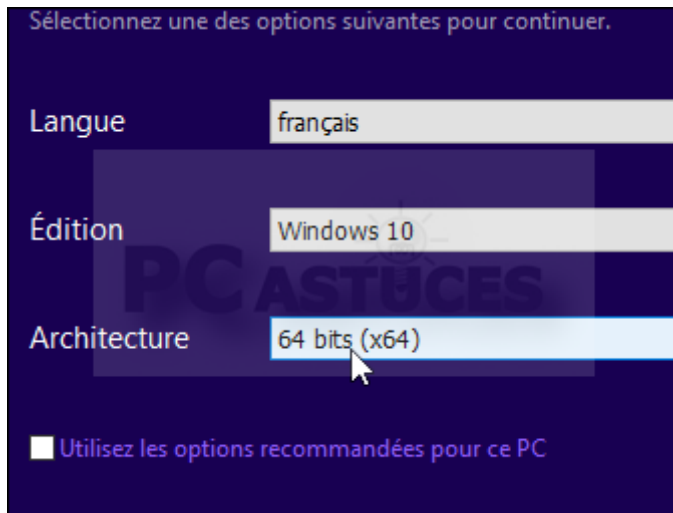 Sélectionnez une des options suivantes pour continuer.
Langue
français
Édition
Windows 10
PC ASTUCES
Architecture
64 bits (x64)
Utilisez les options recommandées pour ce PC